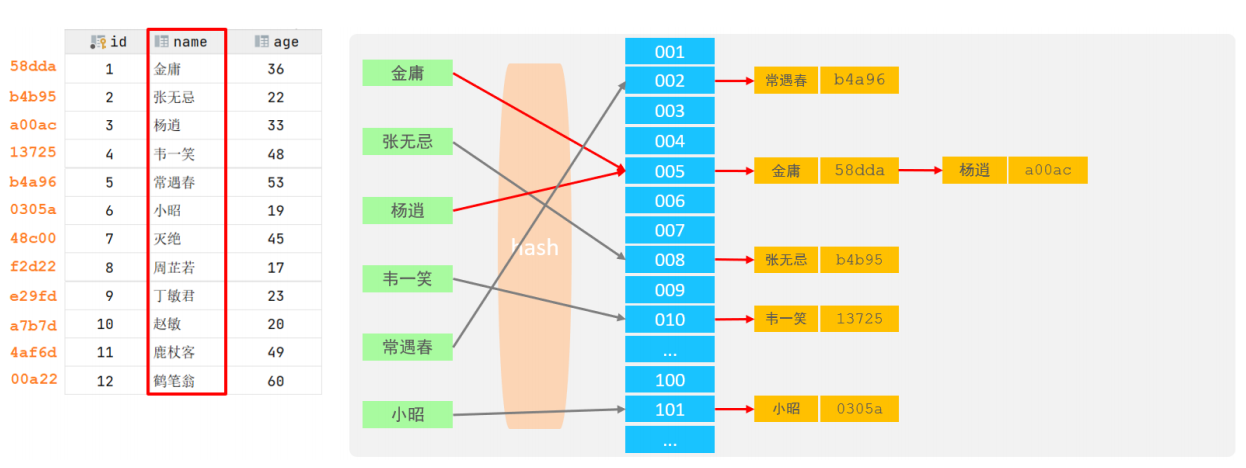 id name age
58dda 1 金庸 36
b4b95 2 张无忌 22
a00ac 3 杨逍 33
13725 4 韦一笑 48
b4a96 5 常遇春 53
0305a 6 小昭 19
48c00 7 灭绝 45
f2d22 8 周芷若 17
e29fd 9 丁敏君 23
a7b7d 10 赵敏 20
4af6d 11 鹿杖客 49
00a22 12 鹤笔翁 60
金庸
张无忌
杨逍
韦一笑
常遇春
小昭
hash
001
002 常遇春 b4a96
003
004
005 金庸 58dda 杨逍 a00ac
006
007
008 张无忌 b4b95
009
010 韦一笑 13725
...
100
101 小昭 0305a
...